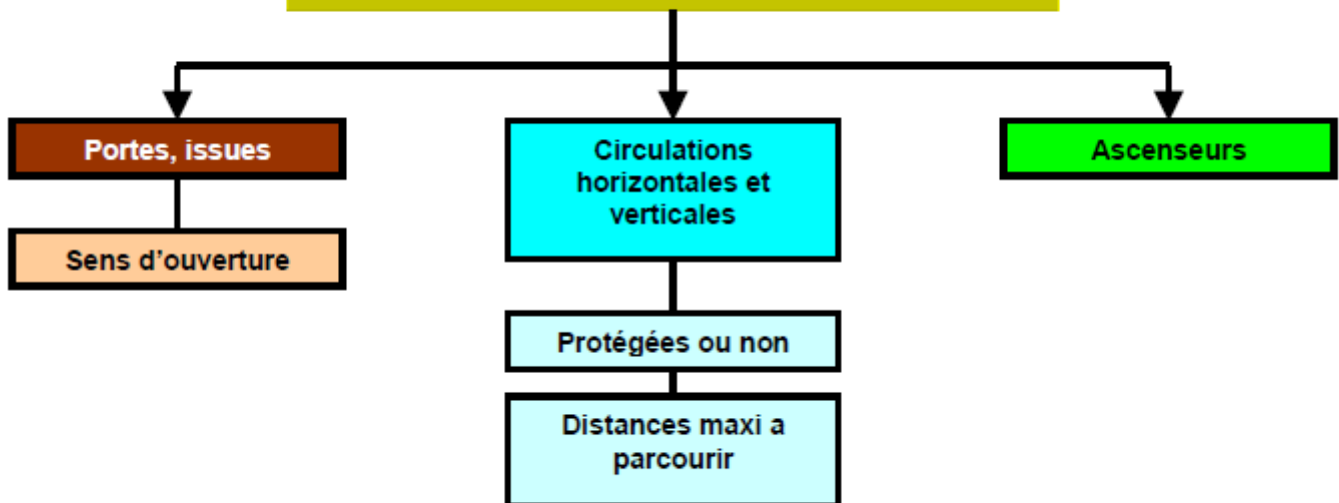 Portes, issues
Circulations
horizontales et
verticales
Ascenseurs
Sens d'ouverture
Protégées ou non
Distances maxi a
parcourir